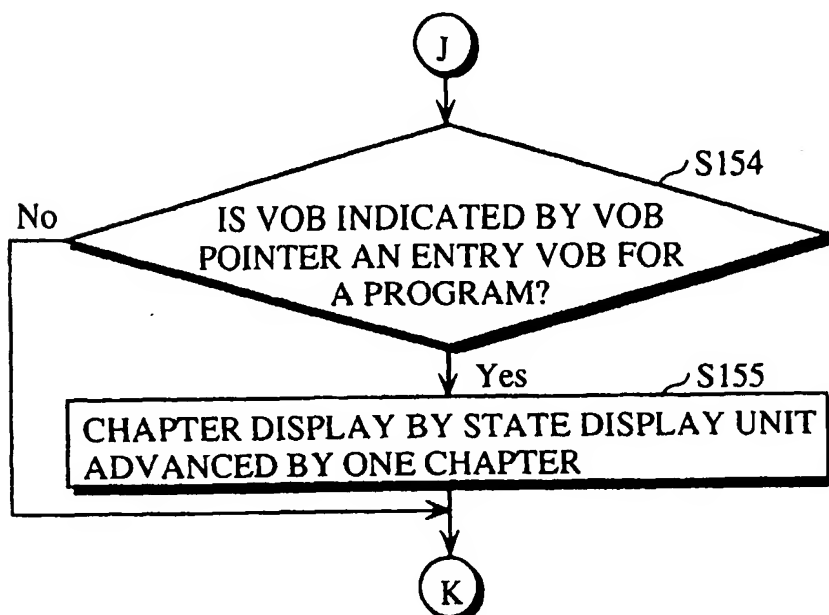 J
S154
No
IS VOB INDICATED BY VOB
POINTER AN ENTRY VOB FOR
A PROGRAM?
Yes
S155
CHAPTER DISPLAY BY STATE DISPLAY UNIT
ADVANCED BY ONE CHAPTER
K